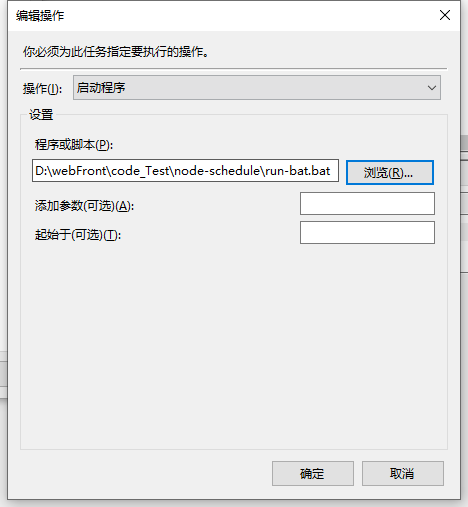 编辑操作
你必须为此任务指定要执行的操作。
操作(I): 启动程序
设置
程序或脚本(P):
D:\webFront\code_Test\node-schedule\run-bat.bat 浏览(R)...
添加参数(可选)(A):
起始于(可选)(T):
确定 取消